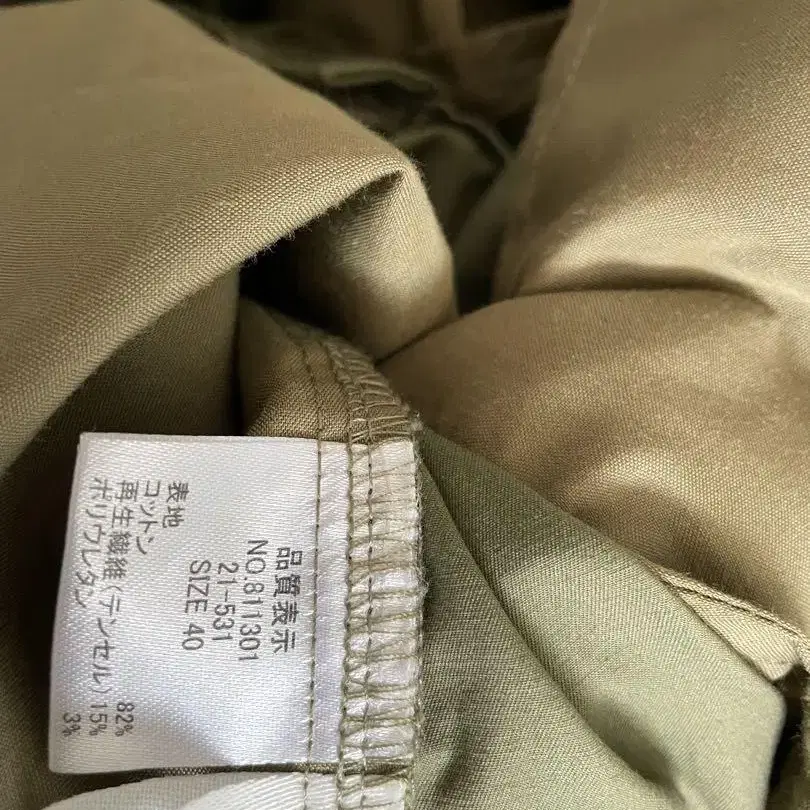 品質表示
NO.811301
21-531
SIZE 40
表地
コットン 82%
再生繊維(テンセル) 15%
ポリウレタン 3%